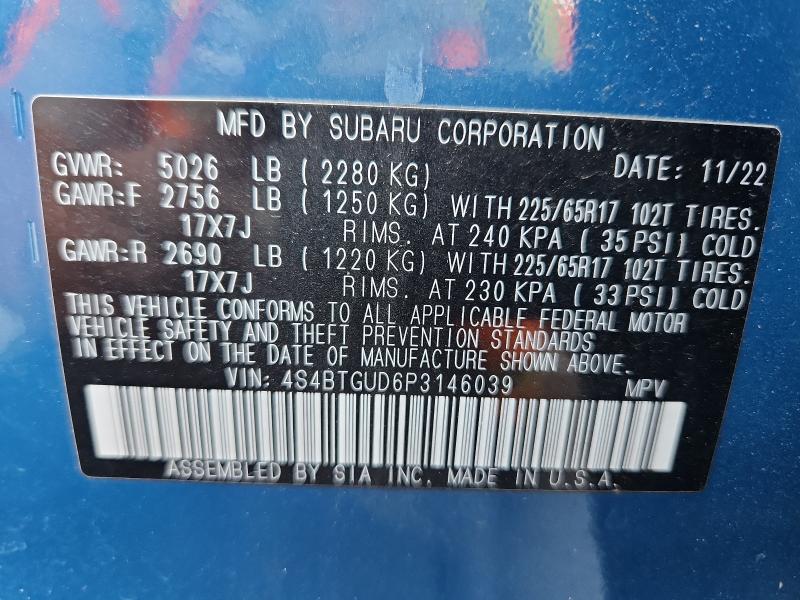 MFD BY SUBARU CORPORATION
GVWR: 5026 LB ( 2280 KG) DATE: 11/22
GAWR:F 2756 LB ( 1250 KG) WITH 225/65R17 102T TIRES.
17X7J RIMS. AT 240 KPA ( 35 PSI) COLD
GAWR:R 2690 LB ( 1220 KG) WITH 225/65R17 102T TIRES.
17X7J RIMS. AT 230 KPA ( 33 PSI) COLD
THIS VEHICLE CONFORMS TO ALL APPLICABLE FEDERAL MOTOR
VEHICLE SAFETY AND THEFT PREVENTION STANDARDS
IN EFFECT ON THE DATE OF MANUFACTURE SHOWN ABOVE.
VIN: 4S4BTGUD6P3146039 MPV
ASSEMBLED BY SIA INC. MADE IN U.S.A.